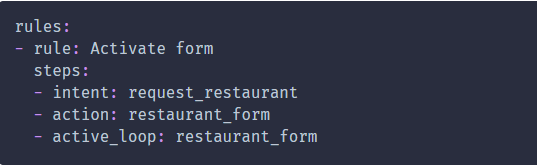 rules:
- rule: Activate form
  steps:
  - intent: request_restaurant
  - action: restaurant_form
  - active_loop: restaurant_form